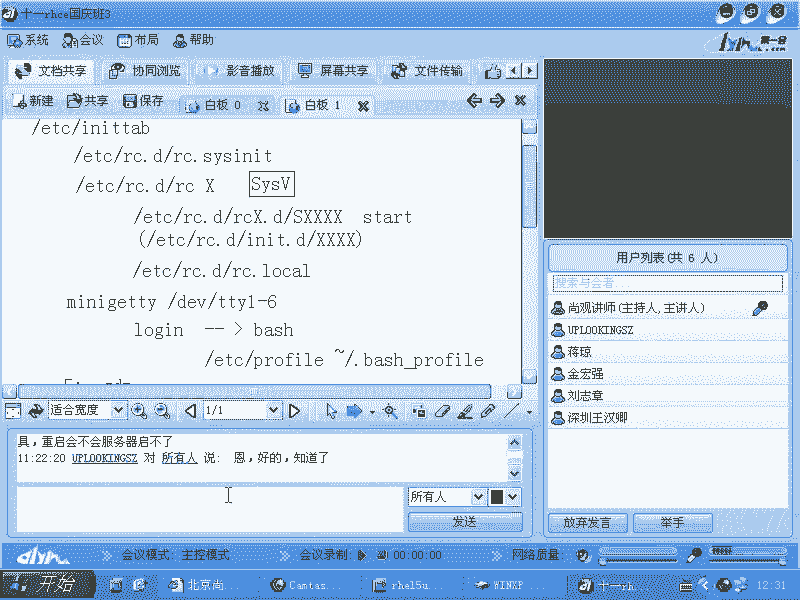 十一rhce国庆班3
系统 会议 布局 帮助
文档共享 协同浏览 影音播放 屏幕共享 文件传输
新建 共享 保存 白板 0 白板 1
/etc/inittab
/etc/rc.d/rc.sysinit
/etc/rc.d/rc X SysV
/etc/rc.d/rcX.d/SXXXX start
(/etc/rc.d/init.d/XXXX)
/etc/rc.d/rc.local
minigetty /dev/tty1-6
login -- > bash
/etc/profile ~/.bash_profile
适合宽度 1/1
具,重启会不会服务器启不了
11:22:20 UPLOOKINGSZ 对 所有人 说: 恩,好的,知道了
所有人
发送
用户列表(共 6 人)
搜索与会者...
尚观讲师(主持人,主讲人)
UPLOOKINGSZ
蒋琼
金宏强
刘志章
深圳王汉卿
放弃发言 举手
会议模式: 主控模式 会议录制: 00:00:00 网络质量:
开始 北京尚... Camtas... rhel5u... WINXP ... 十一rh... 12:31